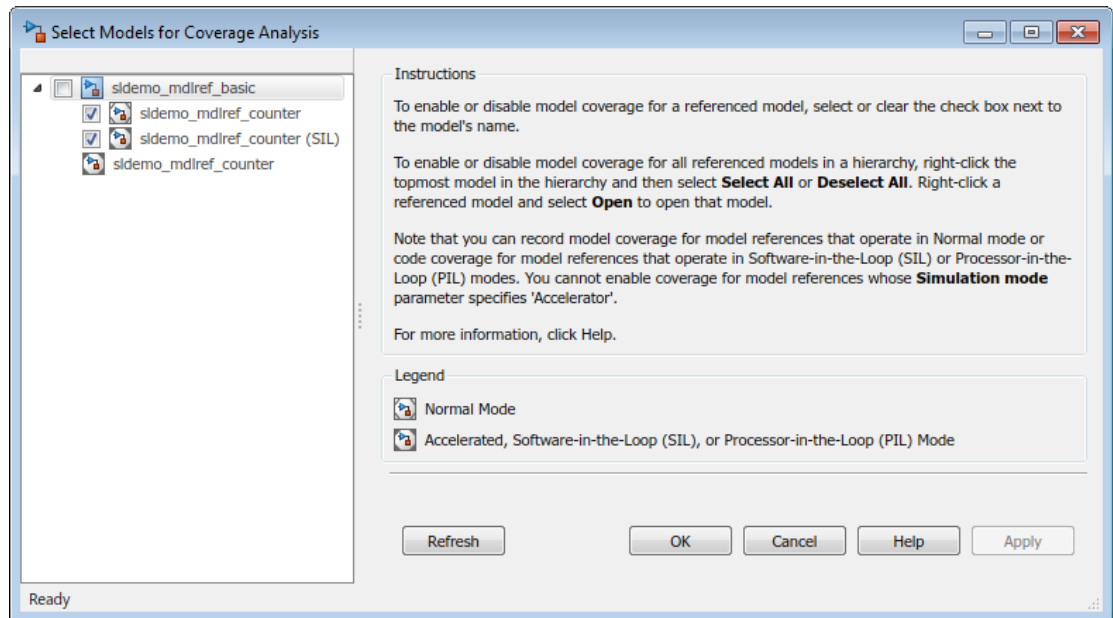 Select Models for Coverage Analysis
sldemo_mdlref_basic
sldemo_mdlref_counter
sldemo_mdlref_counter (SIL)
sldemo_mdlref_counter
Instructions
To enable or disable model coverage for a referenced model, select or clear the check box next to
the model's name.
To enable or disable model coverage for all referenced models in a hierarchy, right-click the
topmost model in the hierarchy and then select Select All or Deselect All. Right-click a
referenced model and select Open to open that model.
Note that you can record model coverage for model references that operate in Normal mode or
code coverage for model references that operate in Software-in-the-Loop (SIL) or Processor-in-the-
Loop (PIL) modes. You cannot enable coverage for model references whose Simulation mode
parameter specifies 'Accelerator'.
For more information, click Help.
Legend
Normal Mode
Accelerated, Software-in-the-Loop (SIL), or Processor-in-the-Loop (PIL) Mode
Refresh OK Cancel Help Apply
Ready